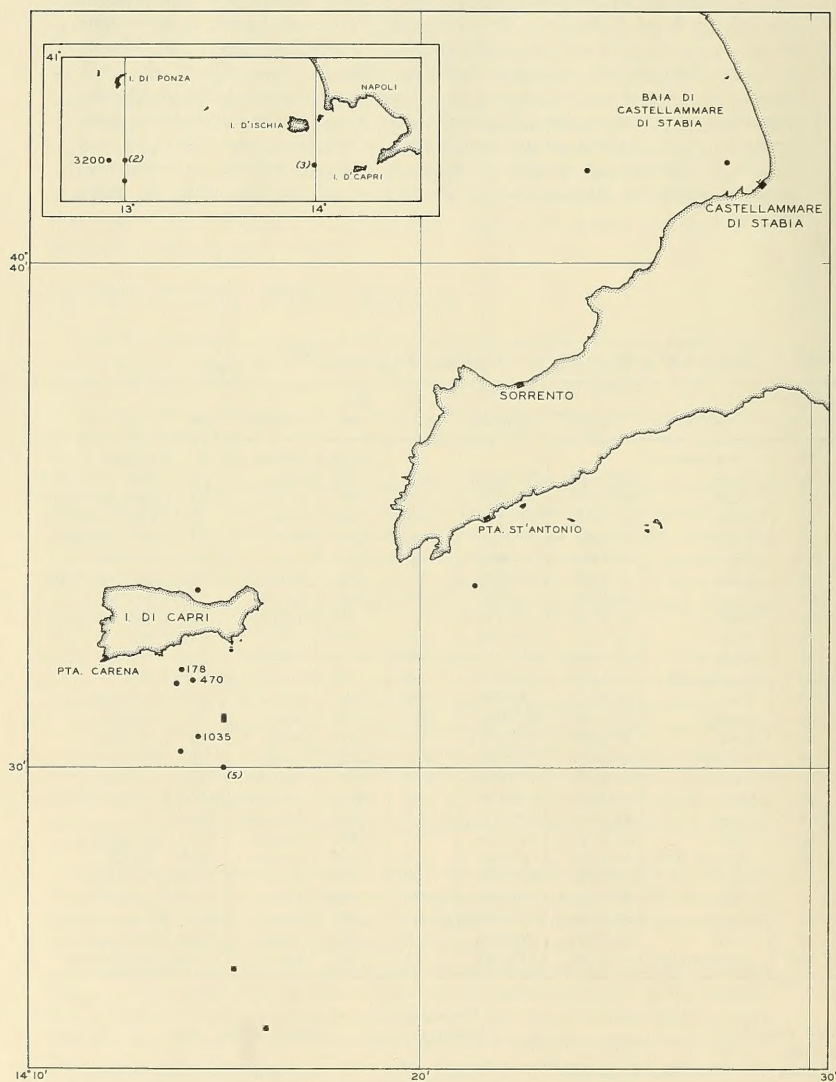 41°
I. DI PONZA
NAPOLI
I. D'ISCHIA
3200
(2)
(3)
I. D'CAPRI
13°
14°
BAIA DI
CASTELLAMMARE
DI STABIA
CASTELLAMMARE
DI STABIA
40°
40'
SORRENTO
PTA. ST'ANTONIO
I. DI CAPRI
PTA. CARENA
178
470
1035
30'
(5)
14°10'
20'
30'